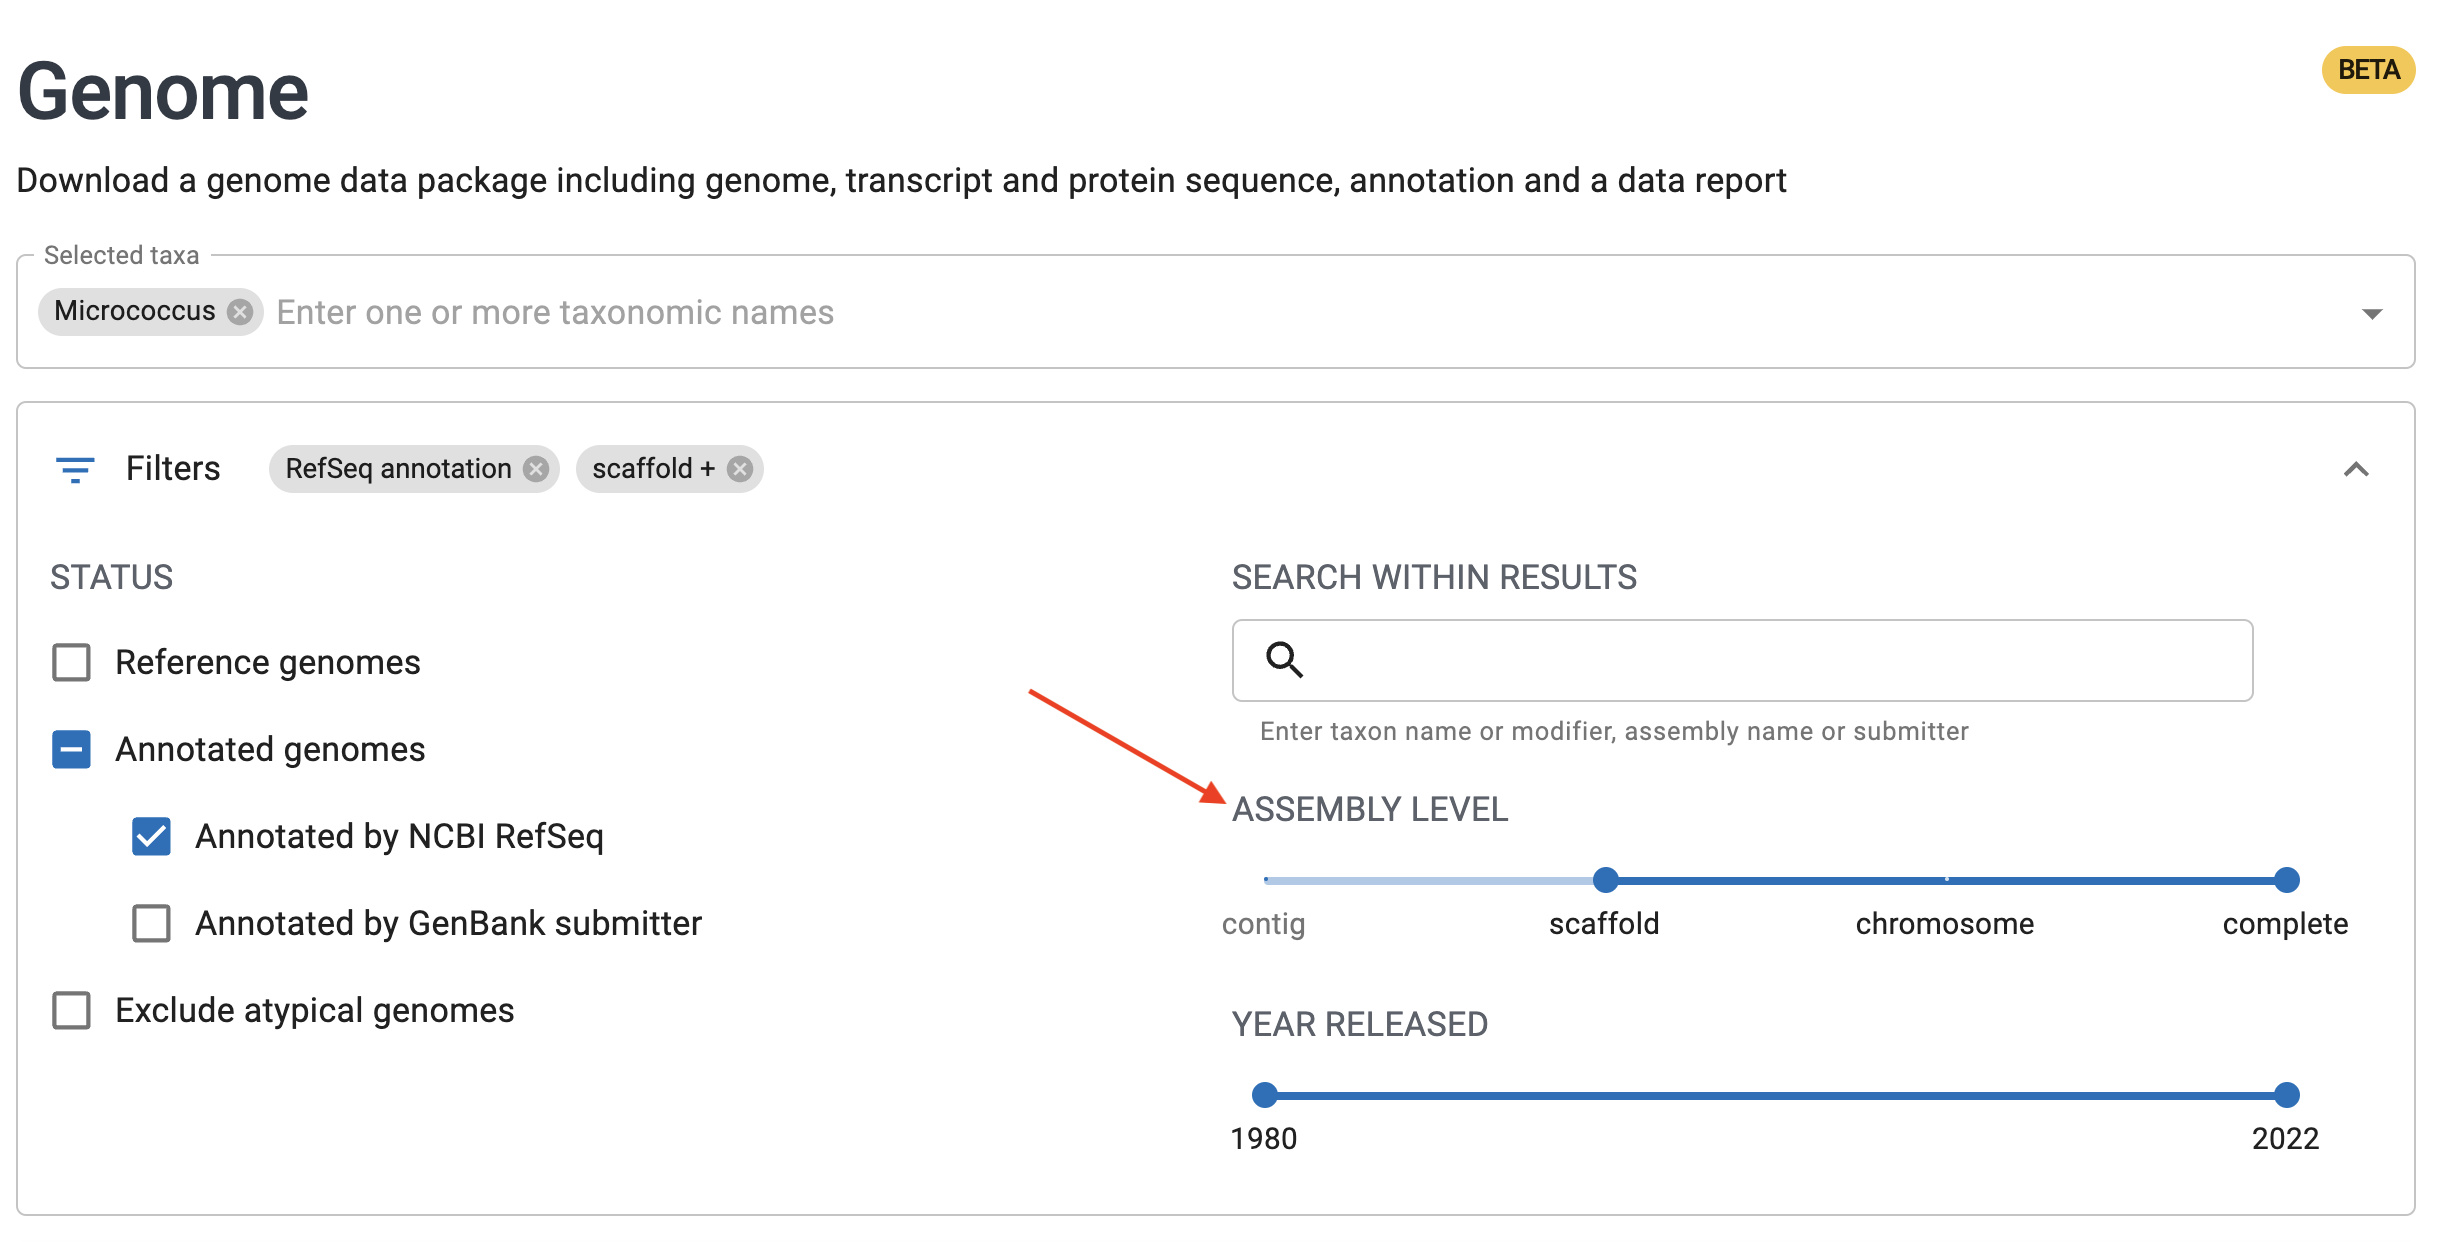 Genome
BETA
Download a genome data package including genome, transcript and protein sequence, annotation and a data report
Selected taxa
Micrococcus Enter one or more taxonomic names
Filters RefSeq annotation scaffold +
STATUS
Reference genomes
Annotated genomes
Annotated by NCBI RefSeq
Annotated by GenBank submitter
Exclude atypical genomes
SEARCH WITHIN RESULTS
Enter taxon name or modifier, assembly name or submitter
ASSEMBLY LEVEL
contig scaffold chromosome complete
YEAR RELEASED
1980 2022